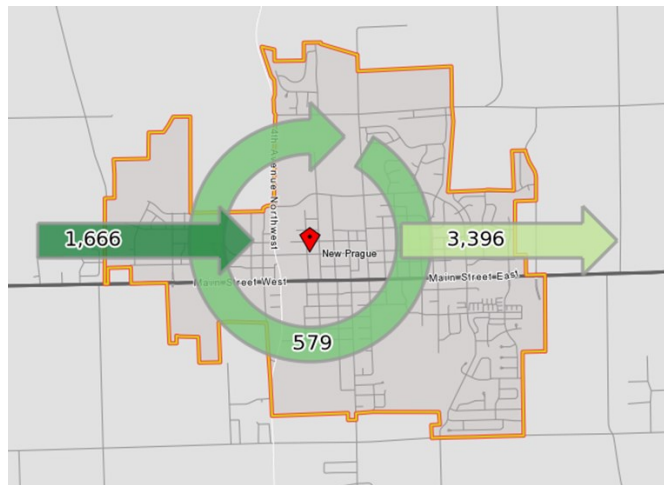 4th Avenue Northwest
1,666
3,396
New Prague
Main Street West
Main Street East
579